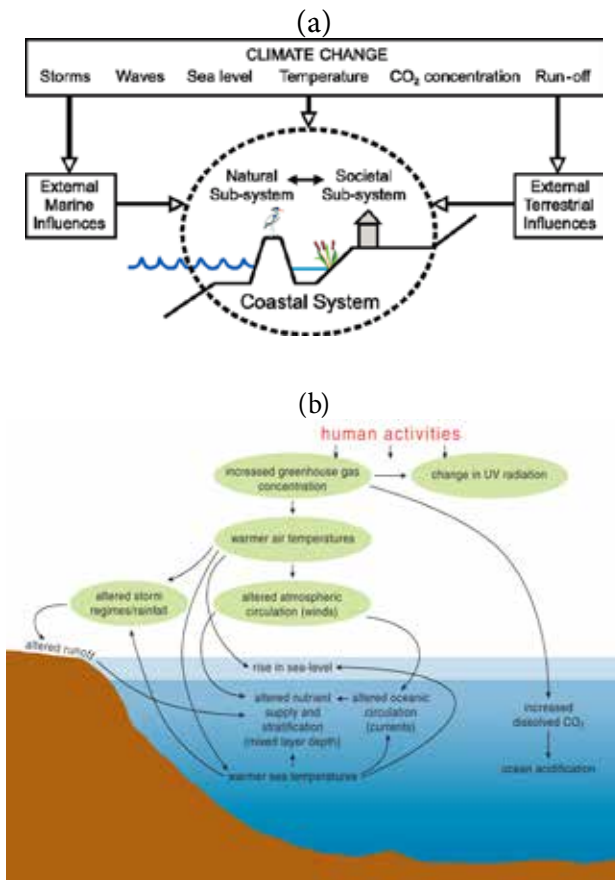 (a)
CLIMATE CHANGE
Storms Waves Sea level Temperature CO₂ concentration Run-off
External
Marine
Influences
Natural
Sub-system
Societal
Sub-system
External
Terrestrial
Influences
Coastal System
(b)
human activities
increased greenhouse gas
concentration
change in UV radiation
warmer air temperatures
altered storm
regimes/rainfall
altered atmospheric
circulation (winds)
altered runoff
rise in sea-level
altered nutrient
supply and
stratification
(mixed layer depth)
altered oceanic
circulation
(currents)
increased
dissolved CO₂
warmer sea temperatures
ocean acidification